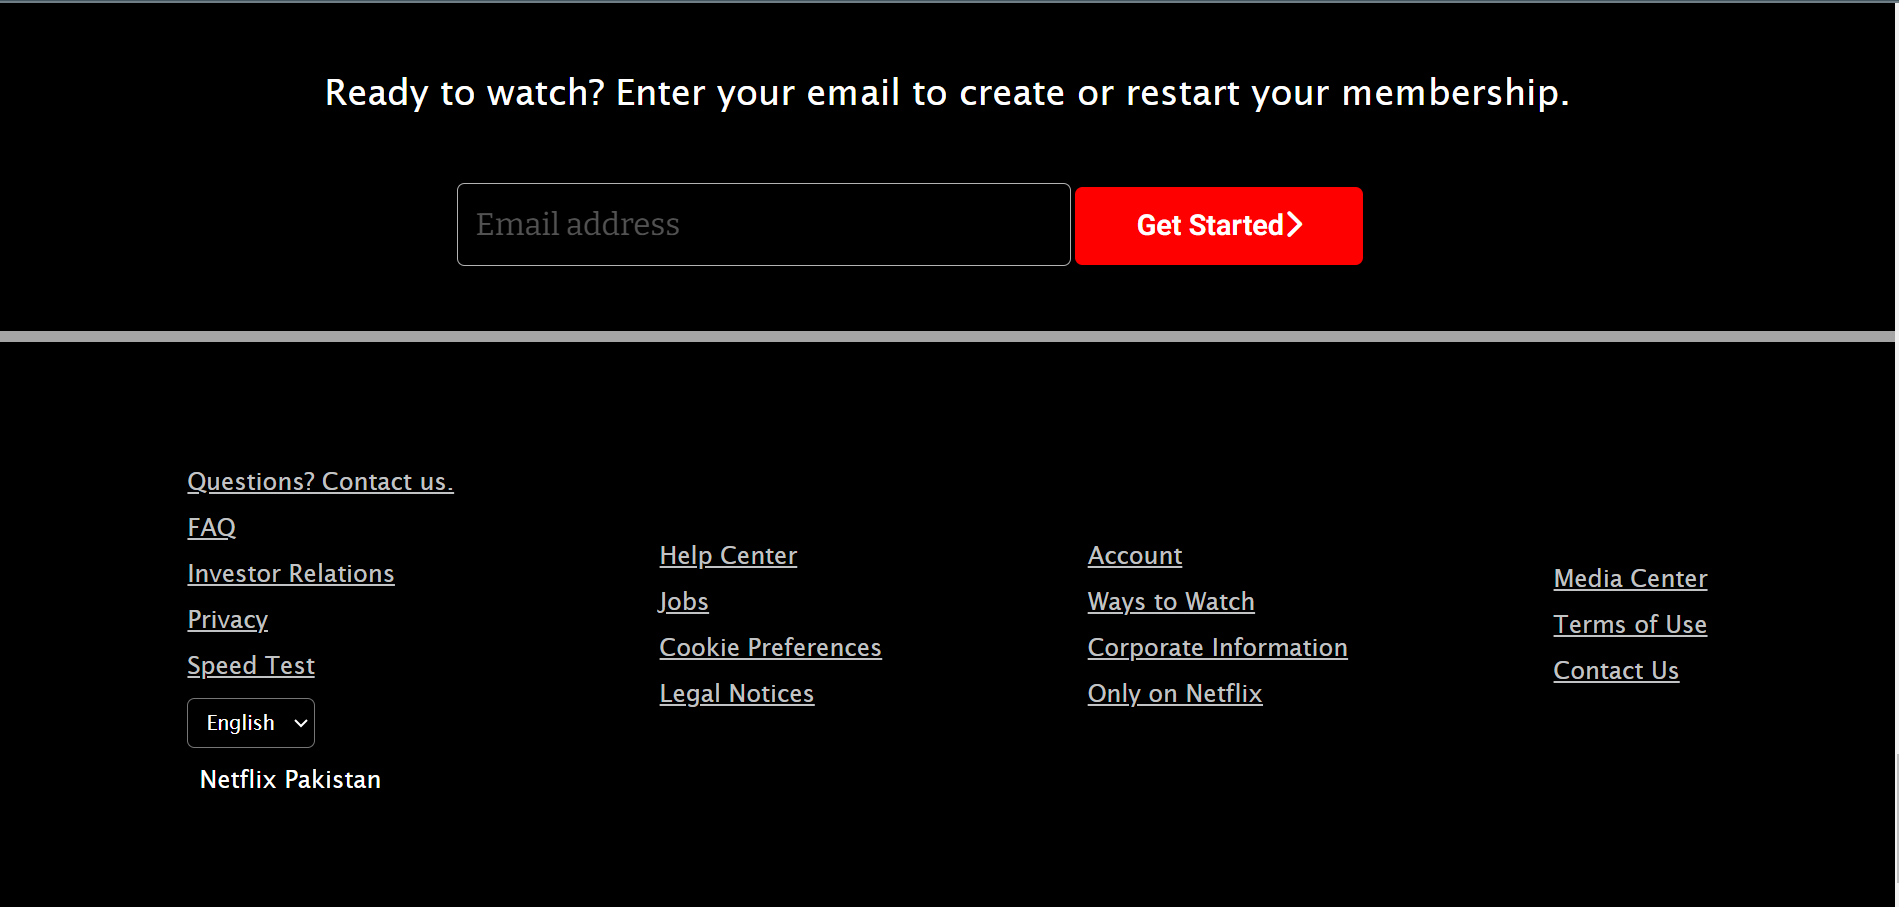 Ready to watch? Enter your email to create or restart your membership.
Email address
Get Started
Questions? Contact us.
FAQ
Investor Relations
Privacy
Speed Test
English
Netflix Pakistan
Help Center
Jobs
Cookie Preferences
Legal Notices
Account
Ways to Watch
Corporate Information
Only on Netflix
Media Center
Terms of Use
Contact Us